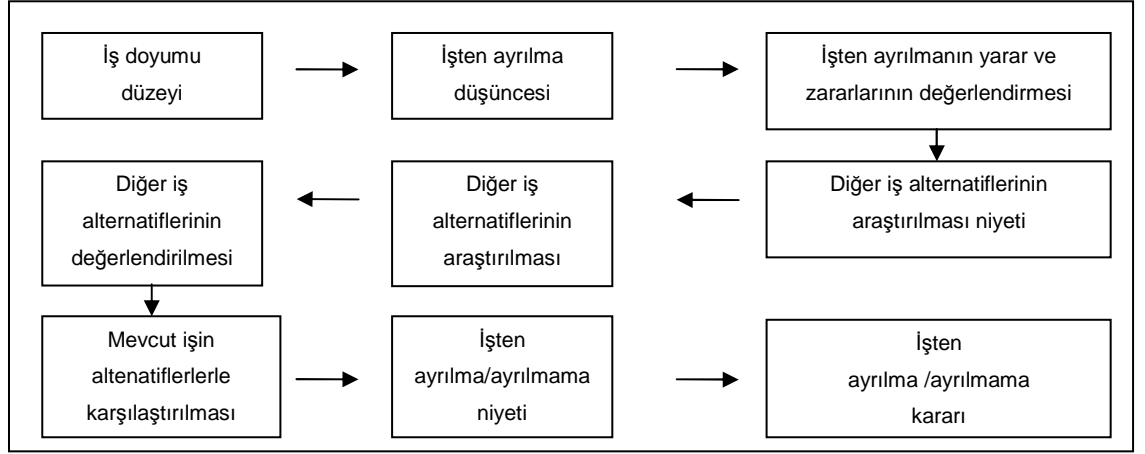 İş doyumu
düzeyi
İşten ayrılma
düşüncesi
İşten ayrılmanın yarar ve
zararlarının değerlendirmesi
Diğer iş alternatiflerinin
araştırılması niyeti
Diğer iş
alternatiflerinin
araştırılması
Diğer iş
alternatiflerinin
değerlendirilmesi
Mevcut işin
altenatiflerlerle
karşılaştırılması
İşten
ayrılma/ayrılmama
niyeti
İşten
ayrılma /ayrılmama
kararı